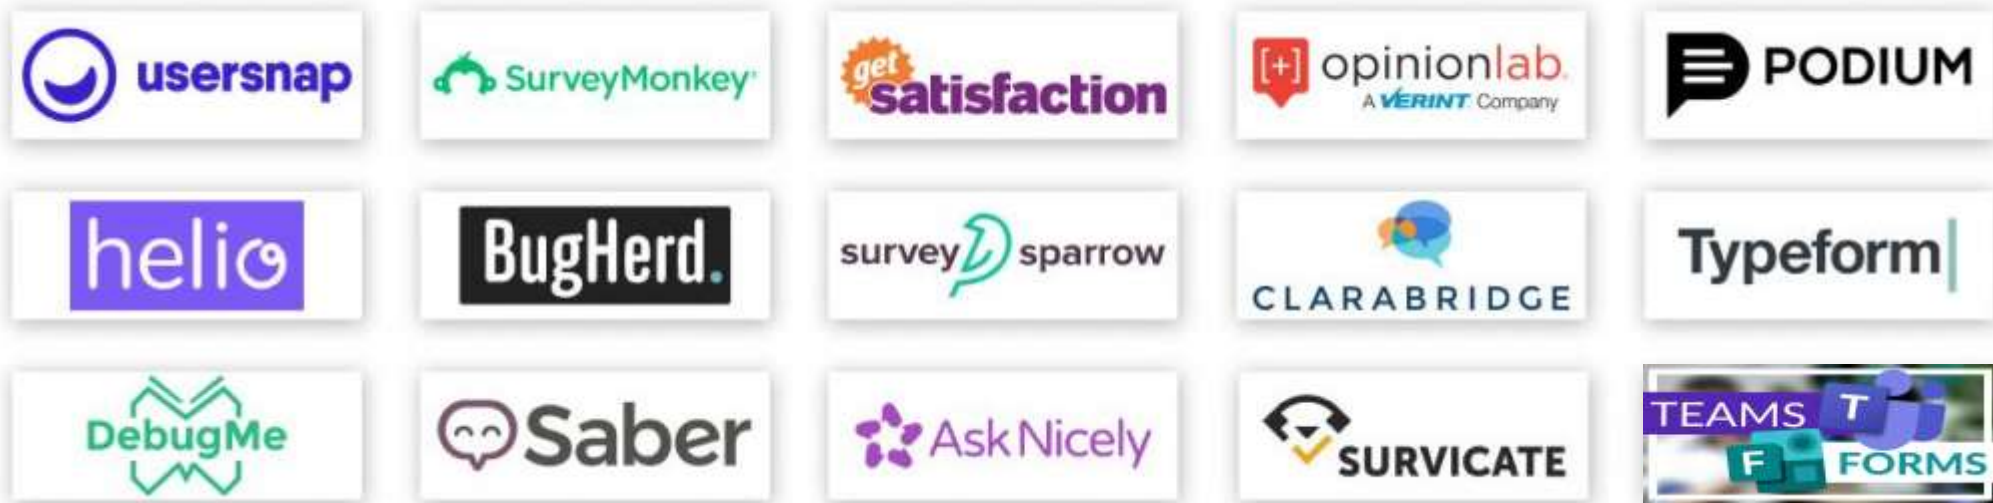 usersnap
SurveyMonkey®
get
satisfaction
[+] opinionlab.
A VERINT Company
PODIUM
helio
BugHerd.
survey sparrow
CLARABRIDGE
Typeform
DebugMe
Saber
AskNicely
SURVICATE
TEAMS T
F FORMS